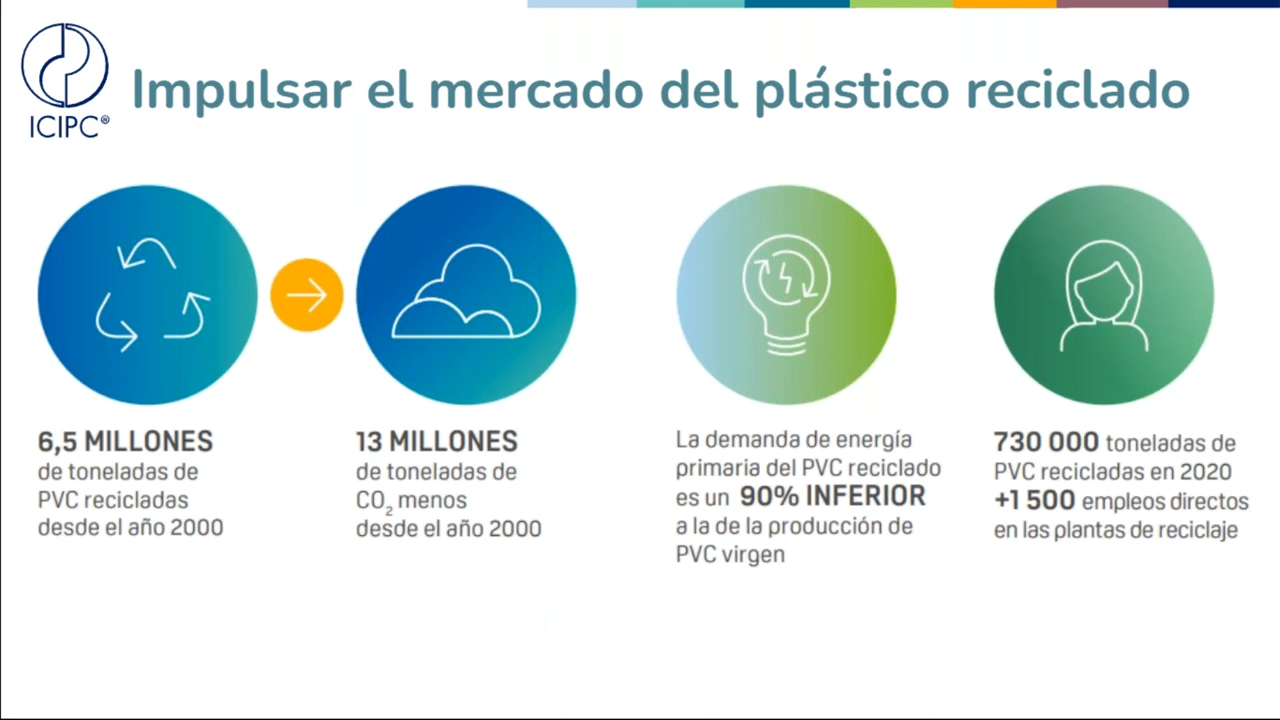 ICIPC®
Impulsar el mercado del plástico reciclado
6,5 MILLONES
de toneladas de
PVC recicladas
desde el año 2000
13 MILLONES
de toneladas de
CO₂ menos
desde el año 2000
La demanda de energía
primaria del PVC reciclado
es un 90% INFERIOR
a la de la producción de
PVC virgen
730 000 toneladas de
PVC recicladas en 2020
+1 500 empleos directos
en las plantas de reciclaje